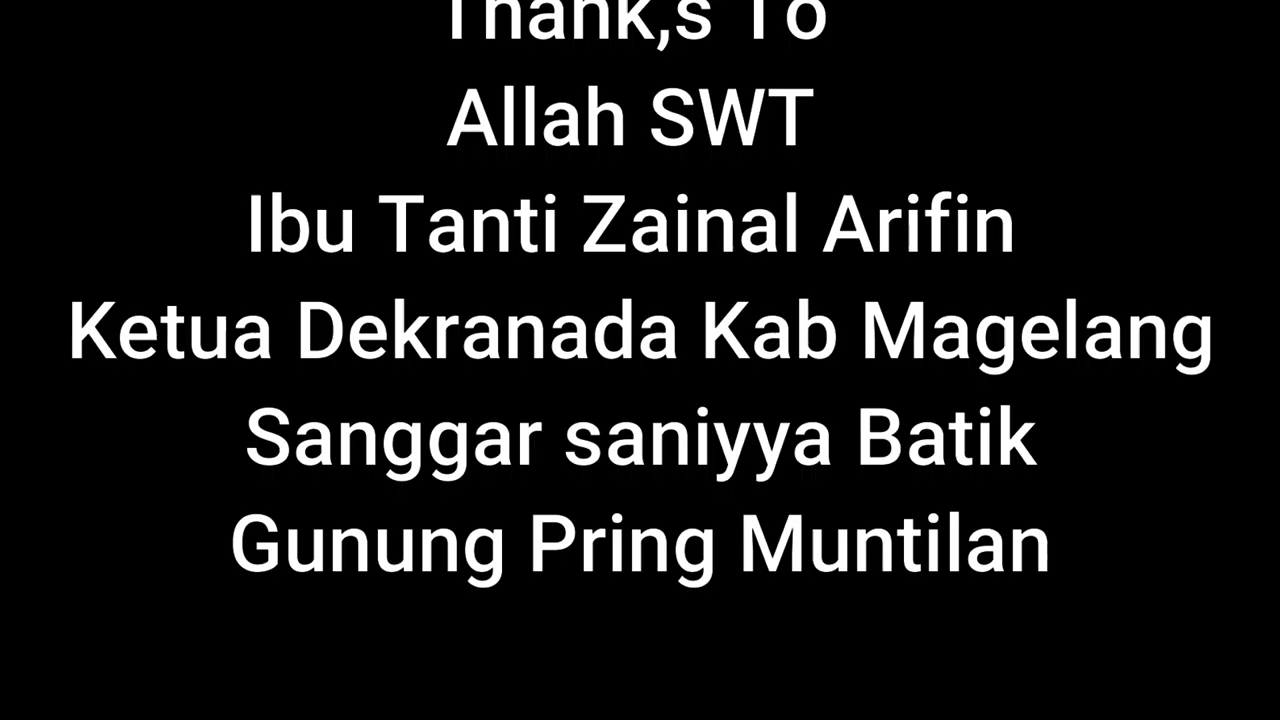 Thank,s To
Allah SWT
Ibu Tanti Zainal Arifin
Ketua Dekranada Kab Magelang
Sanggar saniyya Batik
Gunung Pring Muntilan